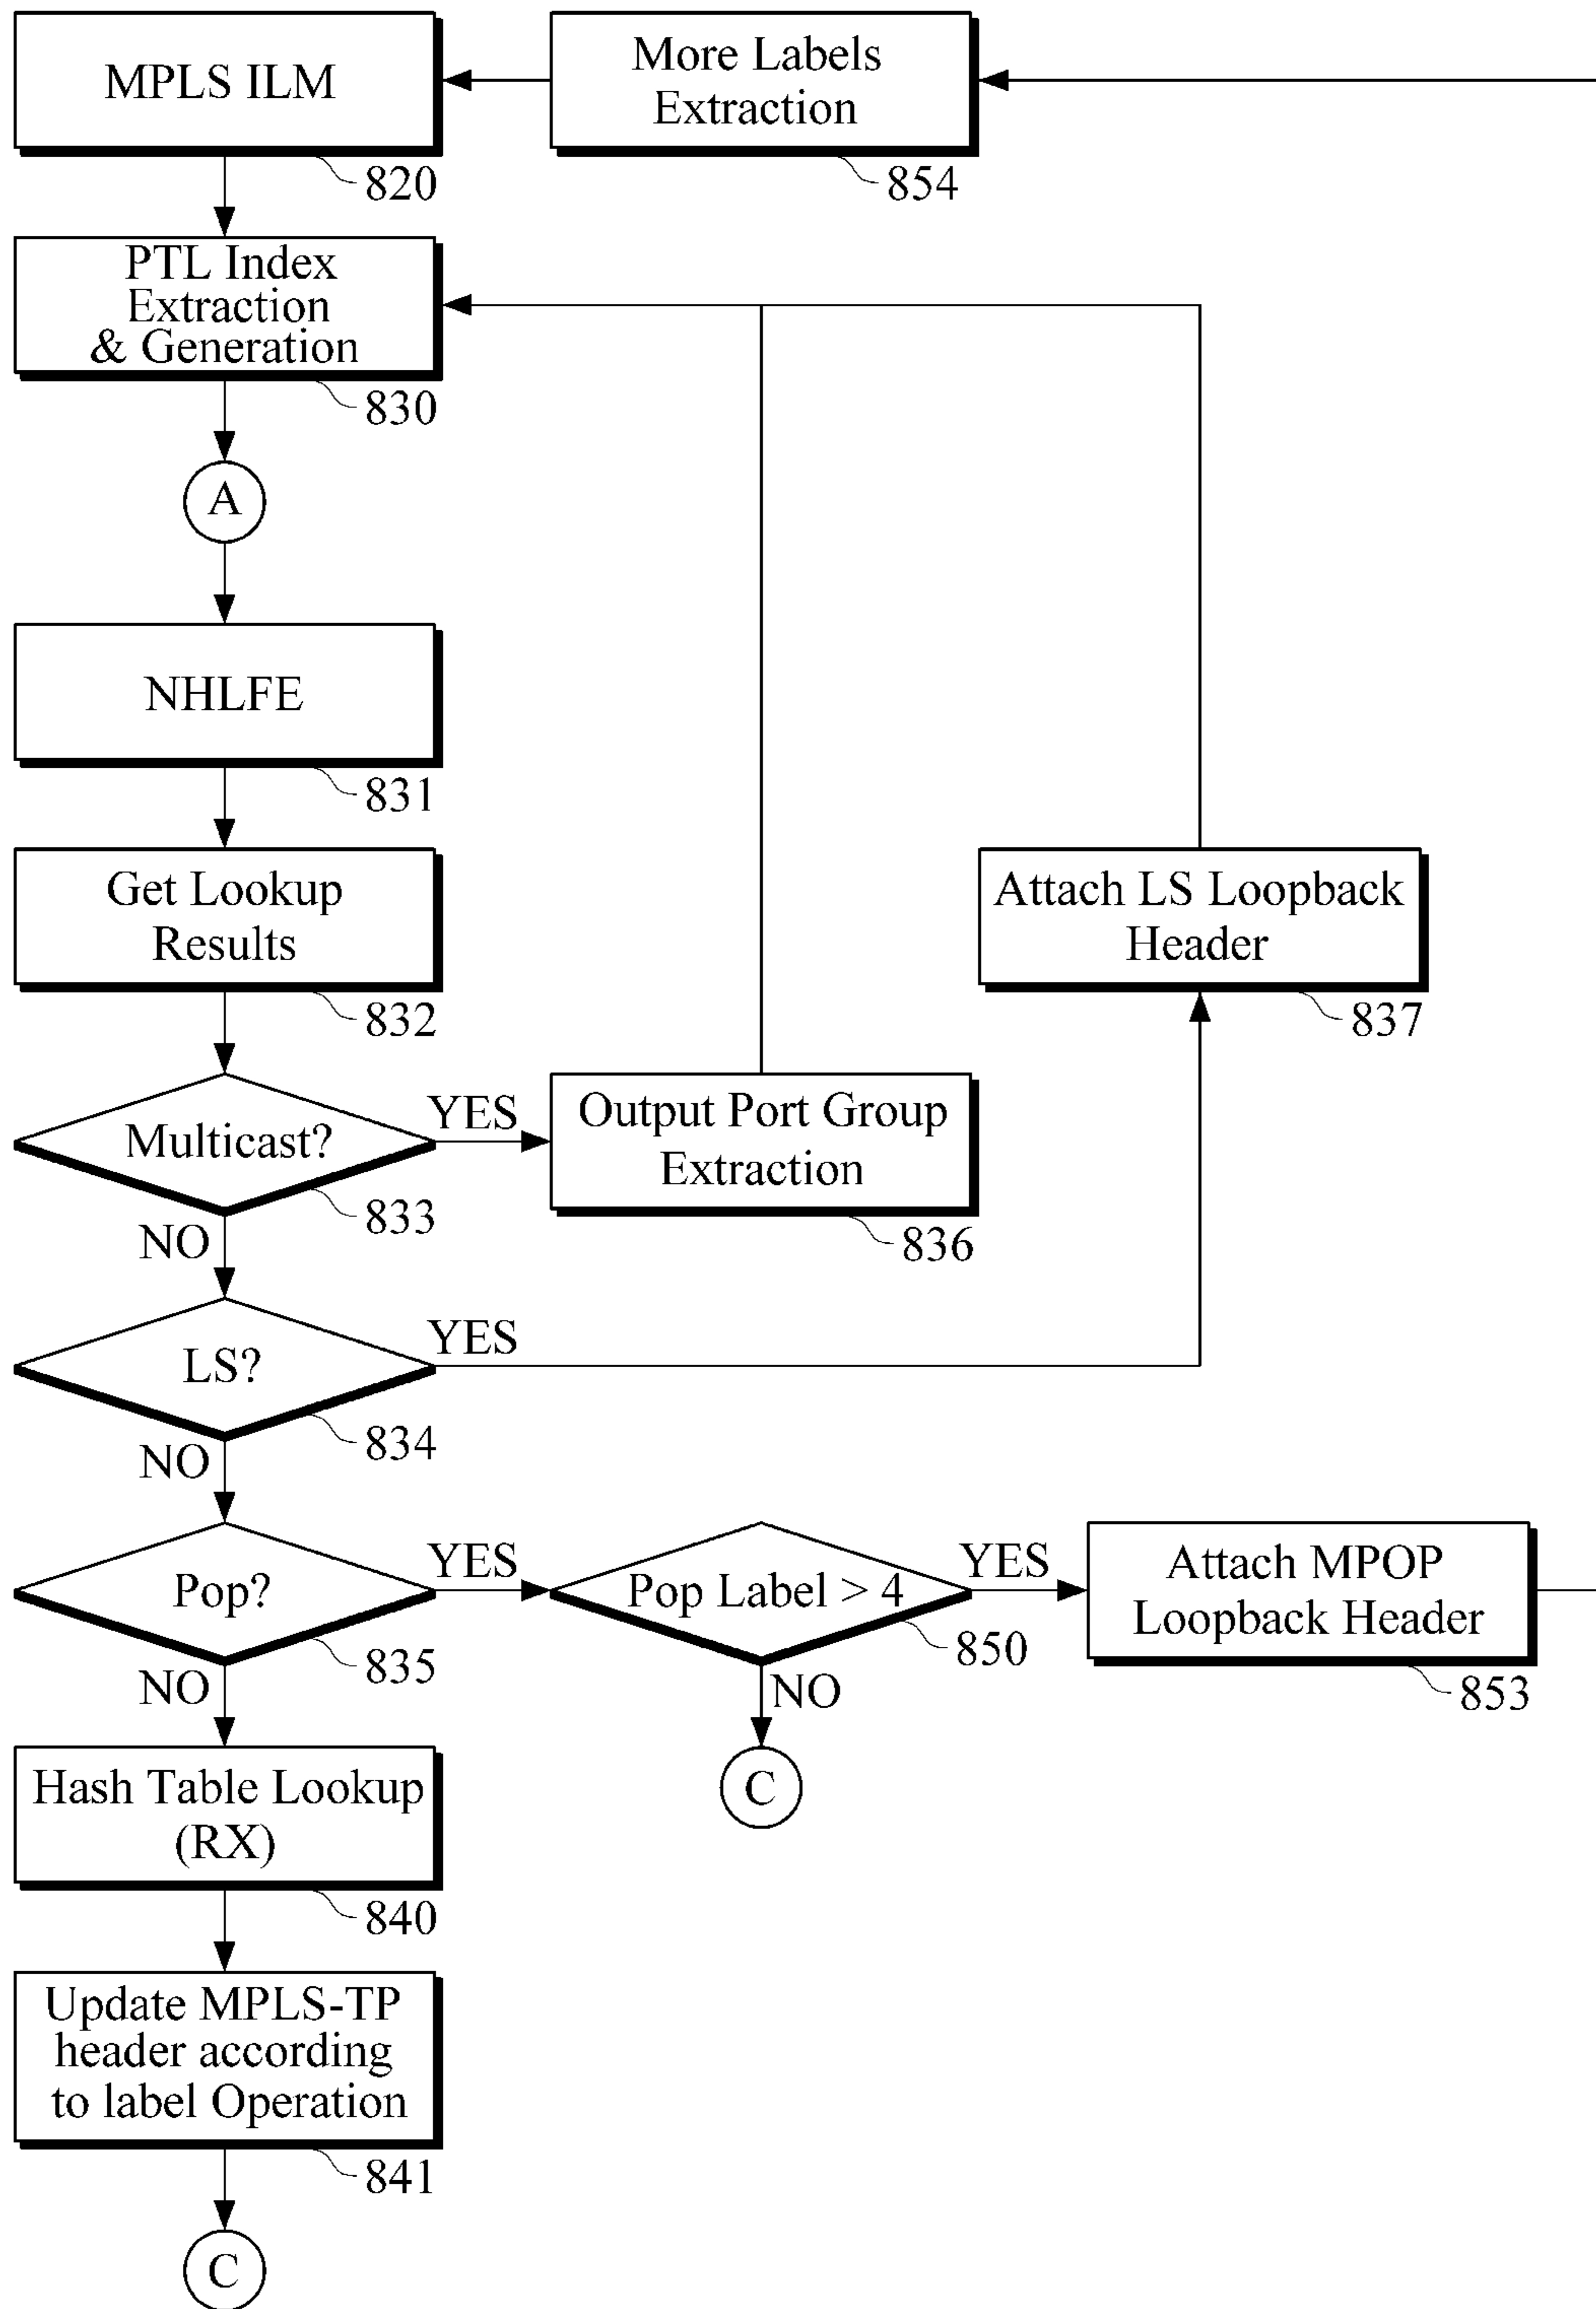 MPLS ILM
820
More Labels
Extraction
854
PTL Index
Extraction
& Generation
830
A
NHLFE
831
Get Lookup
Results
832
Attach LS Loopback
Header
837
Multicast?
833
YES
NO
Output Port Group
Extraction
836
LS?
834
YES
NO
Pop?
835
YES
NO
Pop Label > 4
850
YES
NO
Attach MPOP
Loopback Header
853
C
Hash Table Lookup
(RX)
840
Update MPLS-TP
header according
to label Operation
841
C